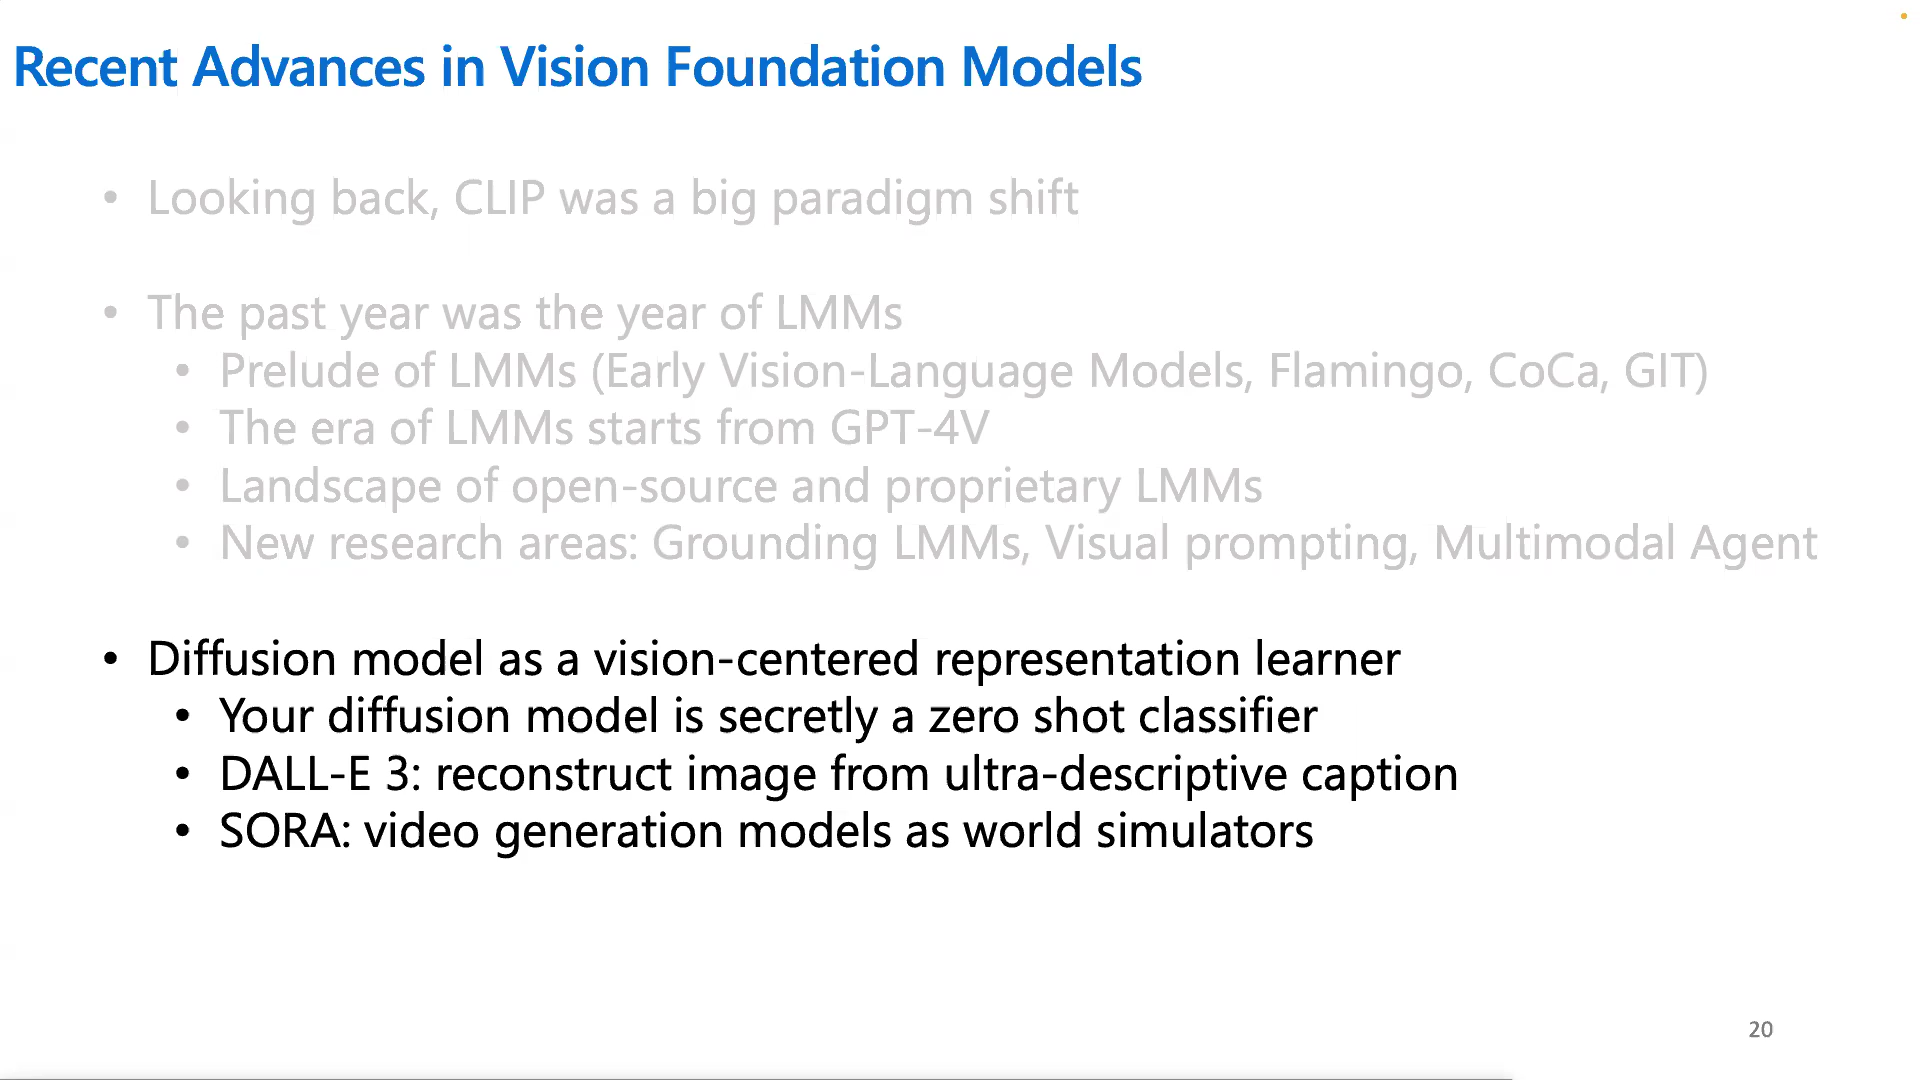 Recent Advances in Vision Foundation Models
• Looking back, CLIP was a big paradigm shift
• The past year was the year of LMMs
• Prelude of LMMs (Early Vision-Language Models, Flamingo, CoCa, GIT)
• The era of LMMs starts from GPT-4V
• Landscape of open-source and proprietary LMMs
• New research areas: Grounding LMMs, Visual prompting, Multimodal Agent
• Diffusion model as a vision-centered representation learner
• Your diffusion model is secretly a zero shot classifier
• DALL-E 3: reconstruct image from ultra-descriptive caption
• SORA: video generation models as world simulators
20